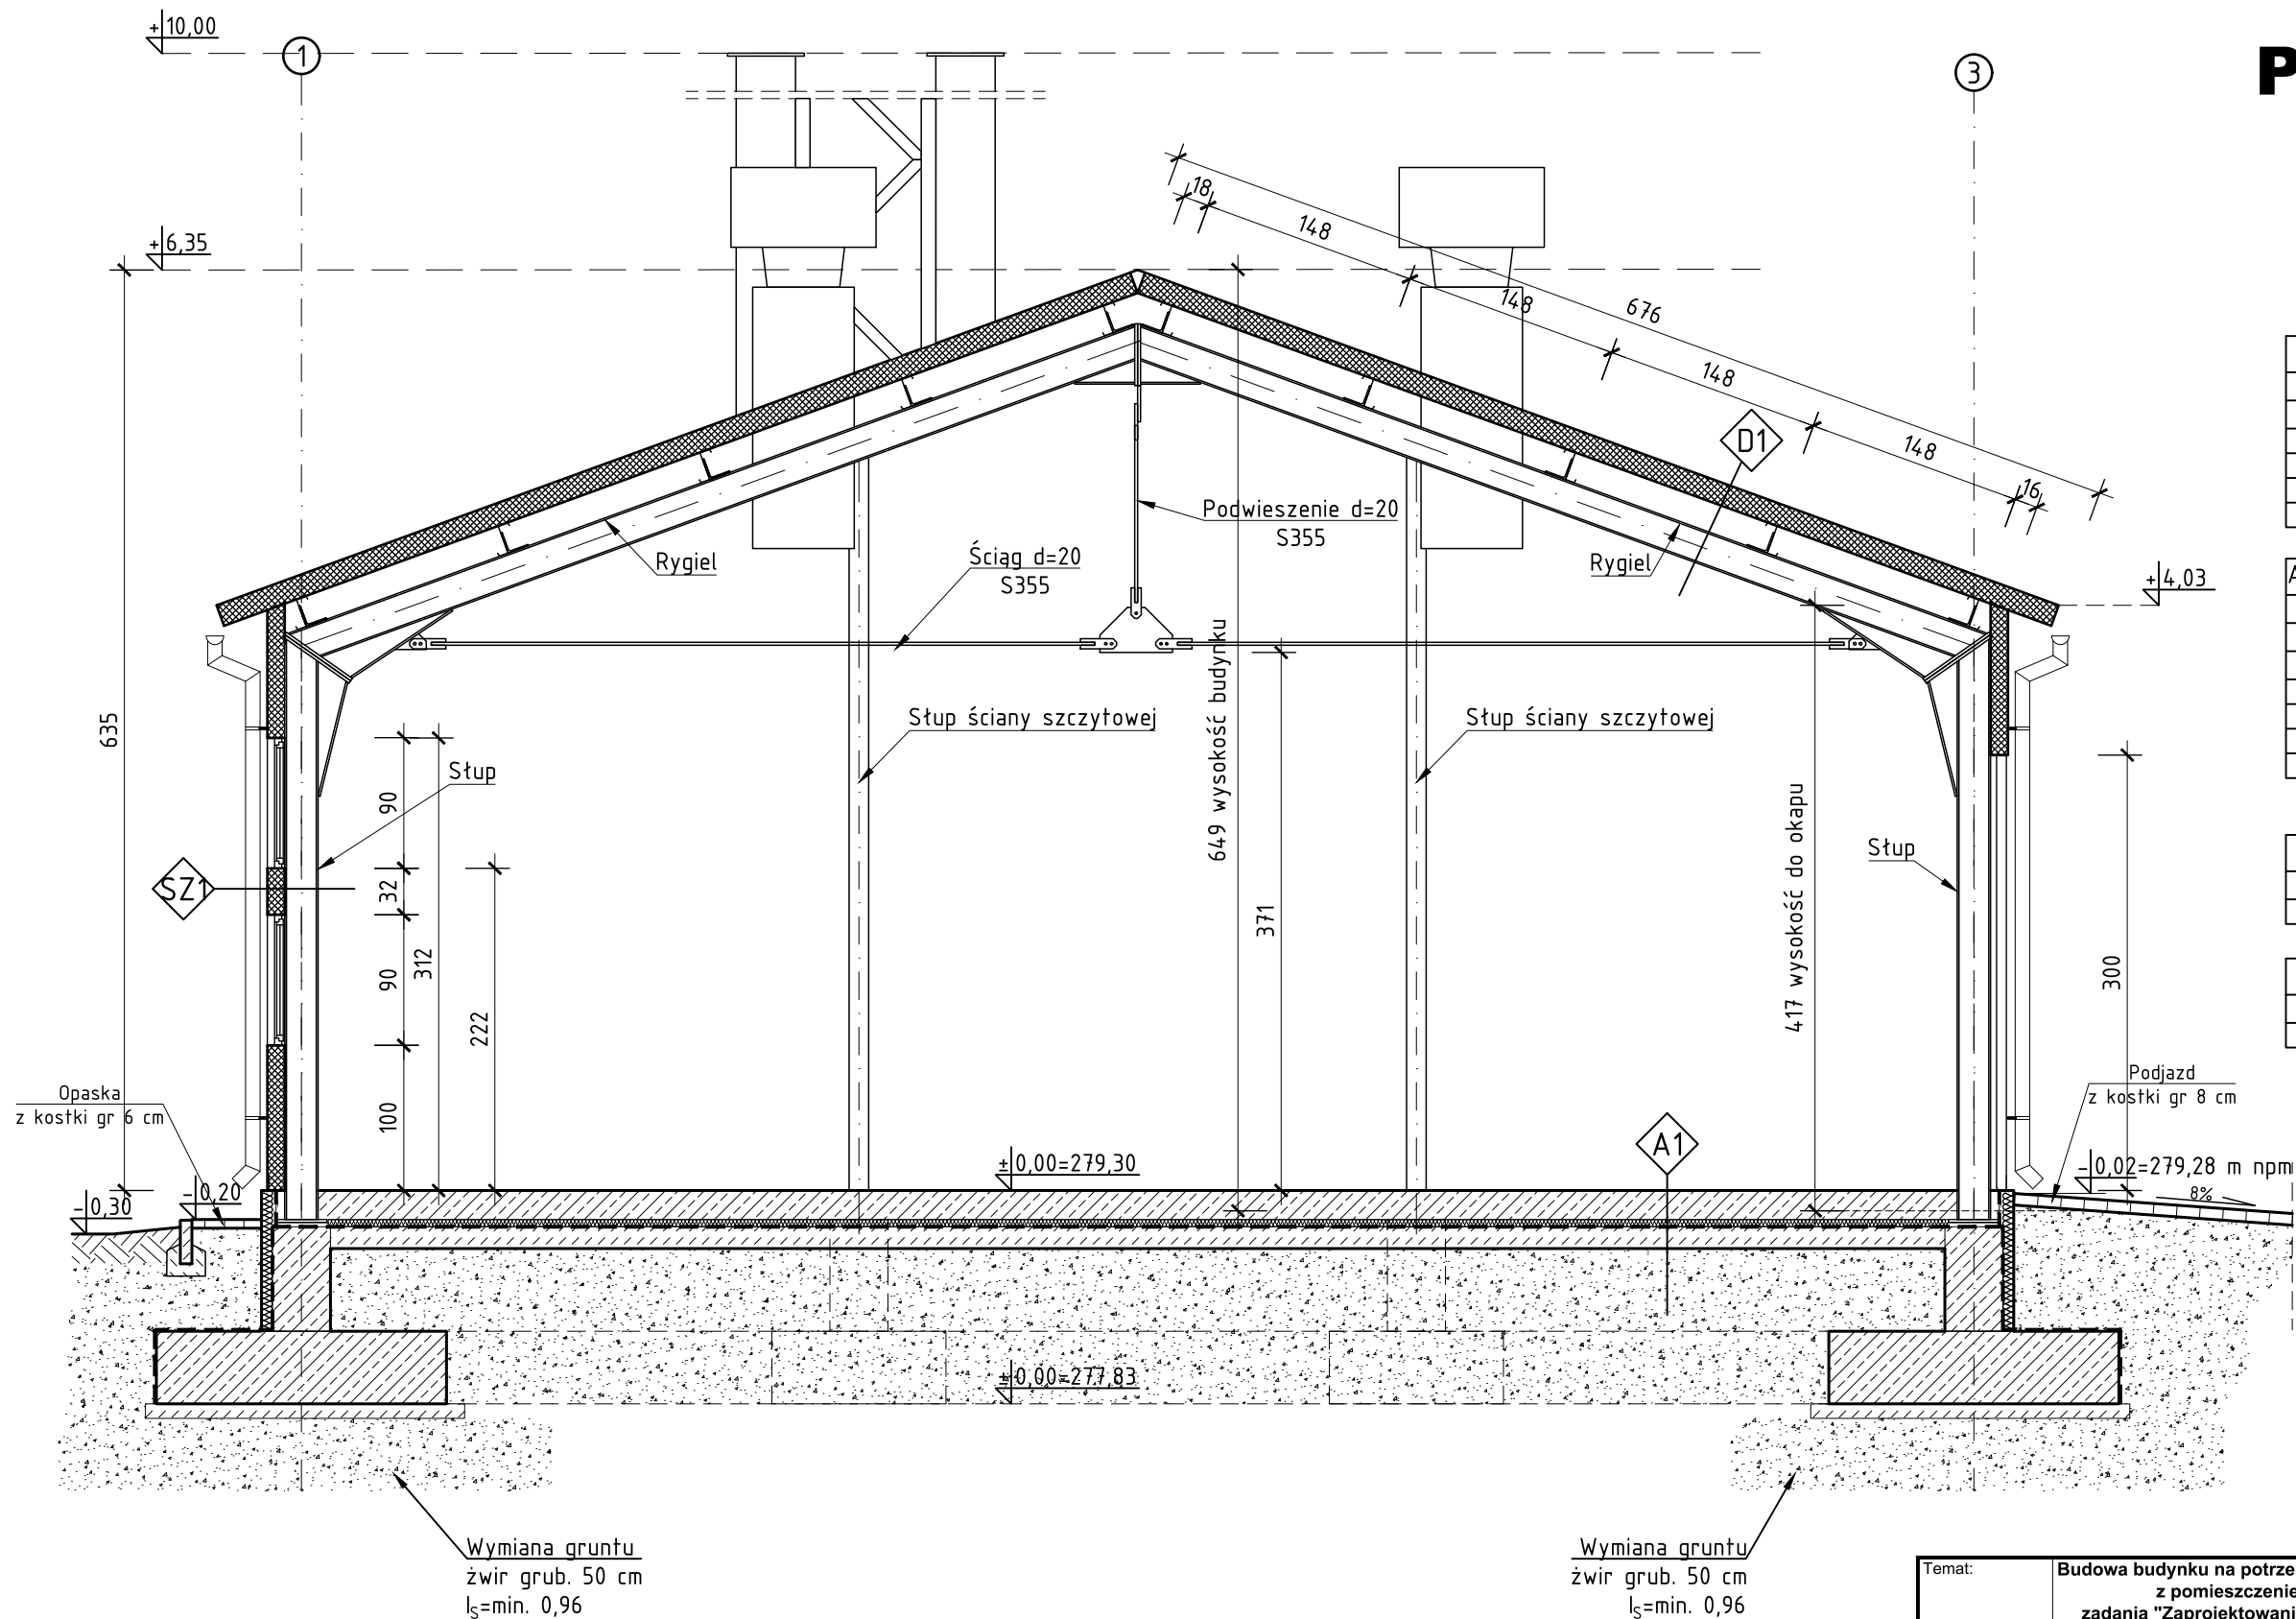 +10,00
1
3
P
+6,35
18
148
148
676
148
148
16
D1
Podwieszenie d=20
S355
Ściąg d=20
S355
Rygiel
Rygiel
+4,03
A
635
649 wysokość budynku
Słup ściany szczytowej
Słup ściany szczytowej
Słup
90
417 wysokość do okapu
Słup
SZ1
32
371
312
90
300
222
Opaska
z kostki gr 6 cm
100
Podjazd
z kostki gr 8 cm
A1
±0,00=279,30
-0,02=279,28 m npm
8%
-0,20
-0,30
±0,00=277,83
Wymiana gruntu
żwir grub. 50 cm
IS=min. 0,96
Wymiana gruntu
żwir grub. 50 cm
IS=min. 0,96
Temat:
Budowa budynku na potrze
z pomieszczenie
zadania "Zaprojektowani